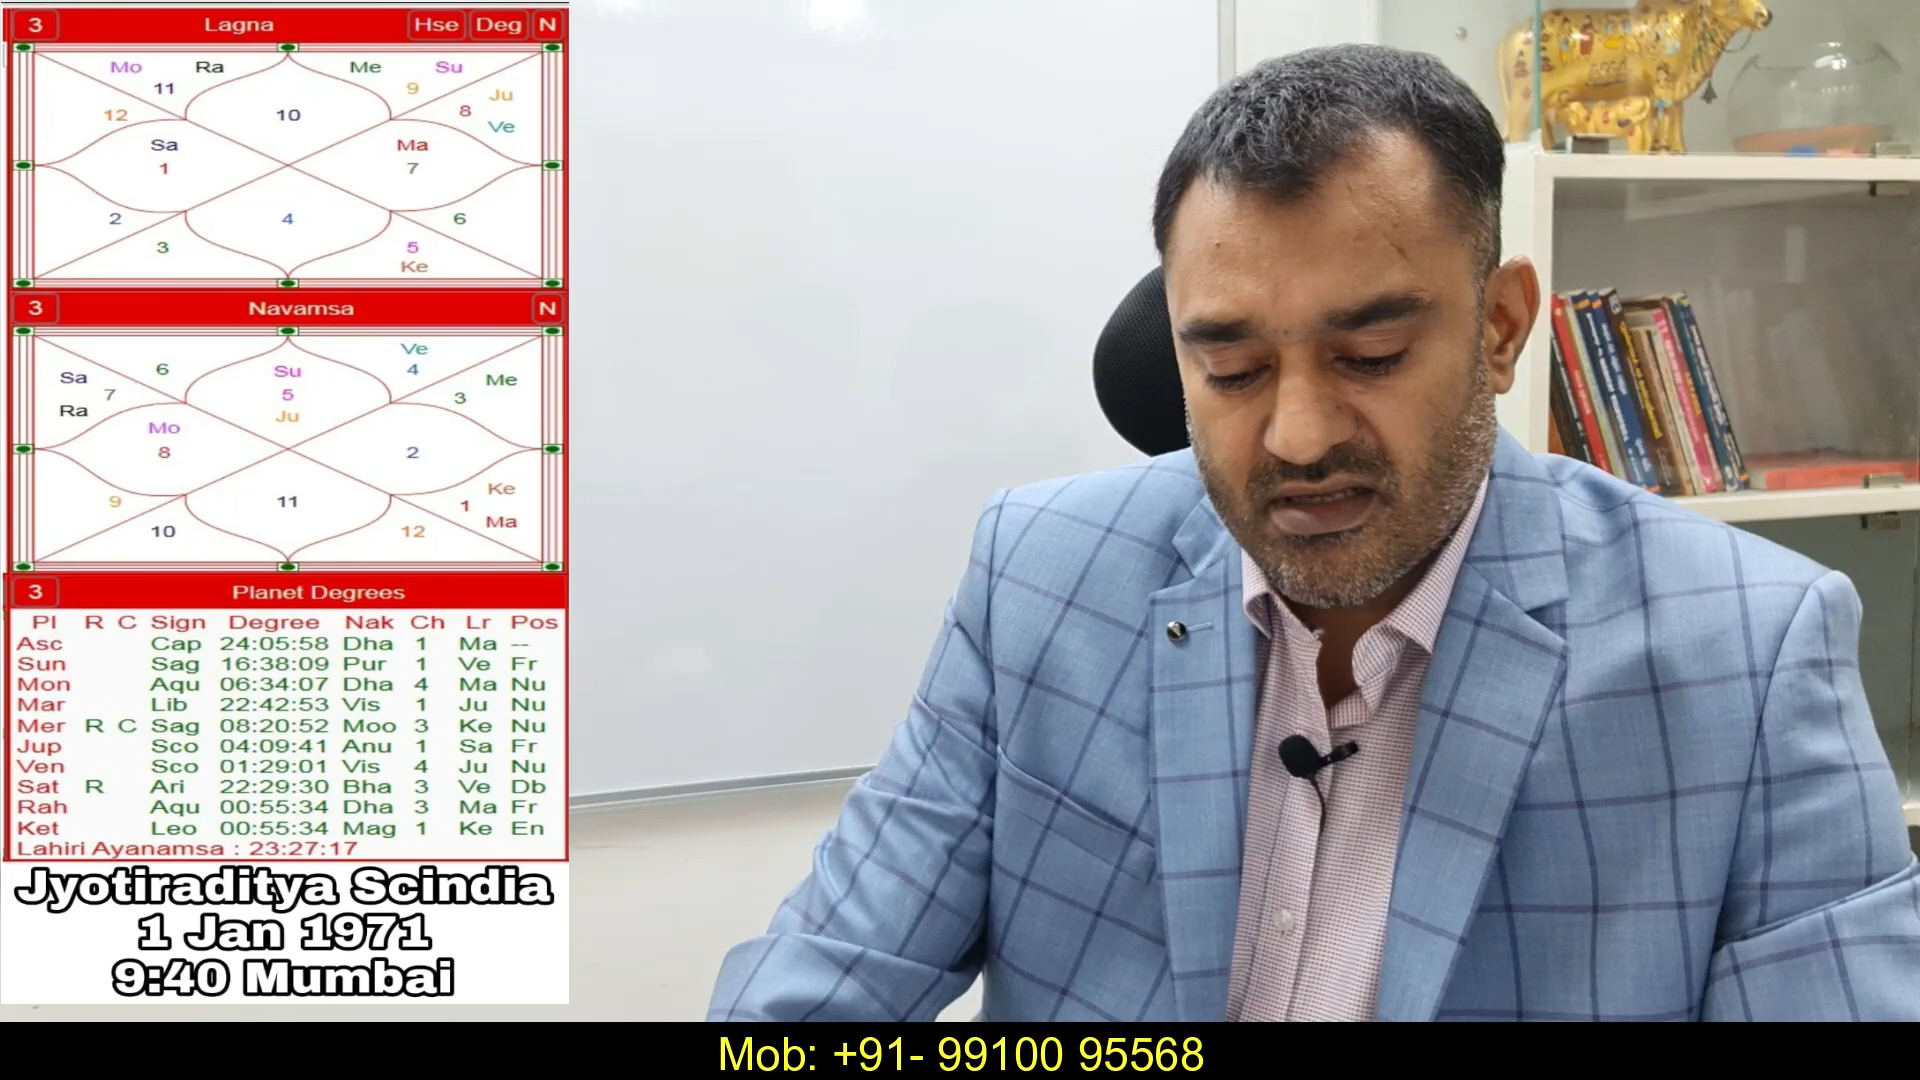 3 Lagna Hse Deg N
Mo Ra Me Su
11 9 Ju
12 10 8
Ve
Sa Ma
1 7
2 4 6
3 5
Ke
3 Navamsa N
Ve
6 Su 4
Sa Me
7 5 3
Ra Ju
Mo
8 2
9 11 Ke
1
10 12 Ma
3 Planet Degrees
Pl R C Sign Degree Nak Ch Lr Pos
Asc Cap 24:05:58 Dha 1 Ma --
Sun Sag 16:38:09 Pur 1 Ve Fr
Mon Aqu 06:34:07 Dha 4 Ma Nu
Mar Lib 22:42:53 Vis 1 Ju Nu
Mer R C Sag 08:20:52 Moo 3 Ke Nu
Jup Sco 04:09:41 Anu 1 Sa Fr
Ven Sco 01:29:01 Vis 4 Ju Nu
Sat R Ari 22:29:30 Bha 3 Ve Db
Rah Aqu 00:55:34 Dha 3 Ma Fr
Ket Leo 00:55:34 Mag 1 Ke En
Lahiri Ayanamsa : 23:27:17
Jyotiraditya Scindia
1 Jan 1971
9:40 Mumbai
Mob: +91- 99100 95568